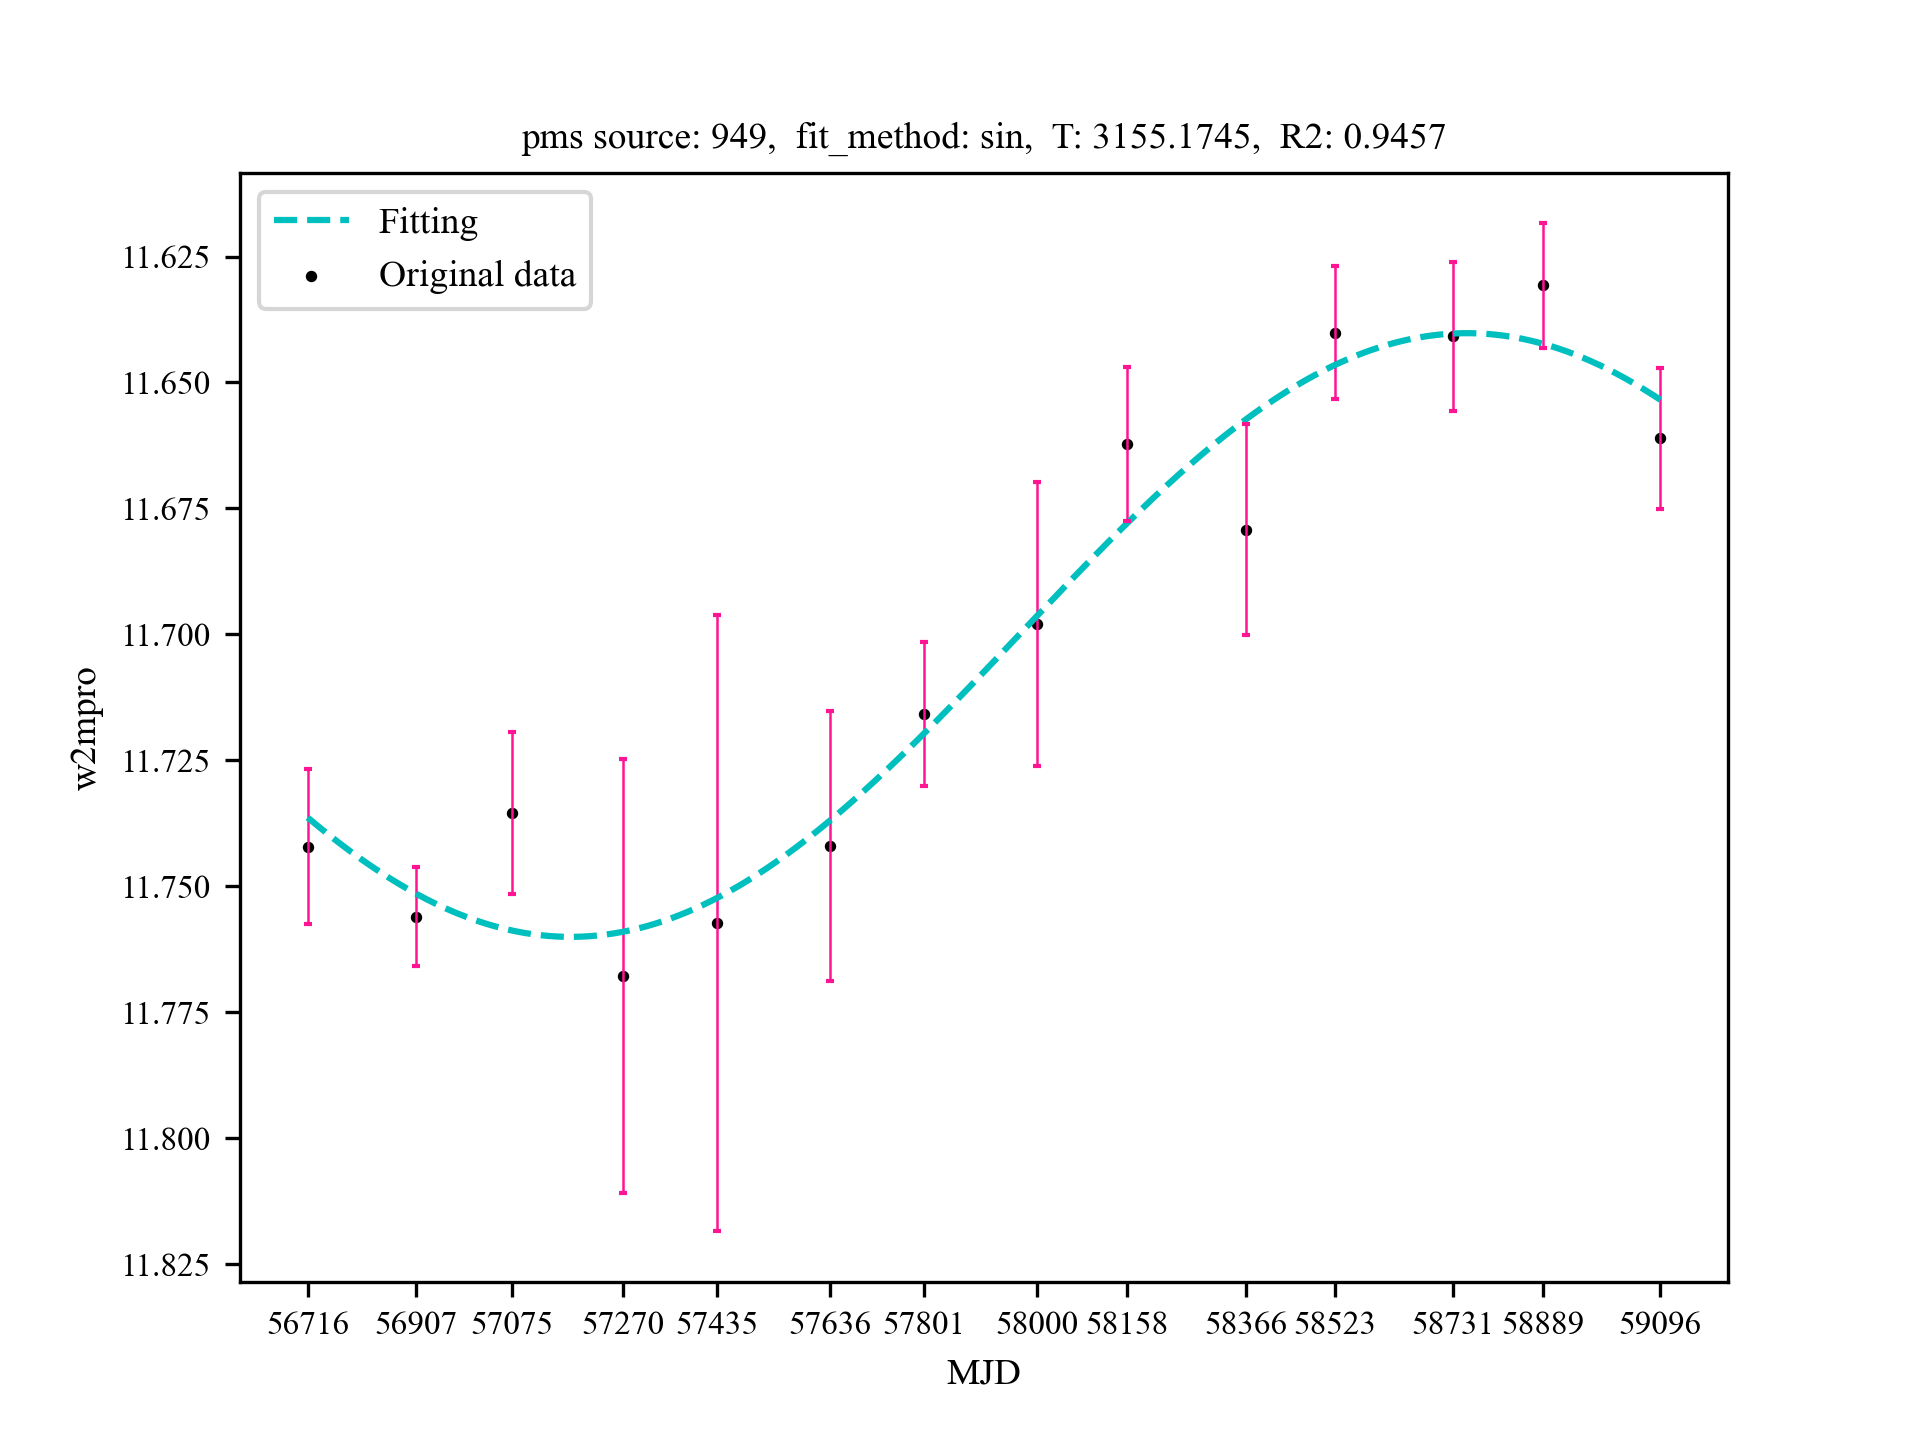 pms source: 949,  fit_method: sin,  T: 3155.1745,  R2: 0.9457
Fitting
Original data
11.625
11.650
11.675
11.700
11.725
11.750
11.775
11.800
11.825
w2mpro
56716 56907 57075 57270 57435 57636 57801 58000 58158 58366 58523 58731 58889 59096
MJD